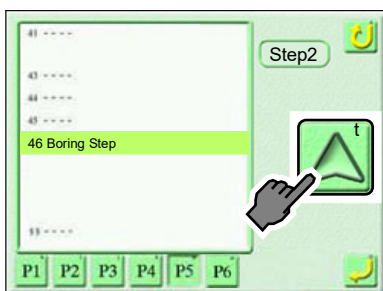 41 ----
Step2
43 ----
44 ----
45 ----
t
46 Boring Step
53 ----
P1 P2 P3 P4 P5 P6